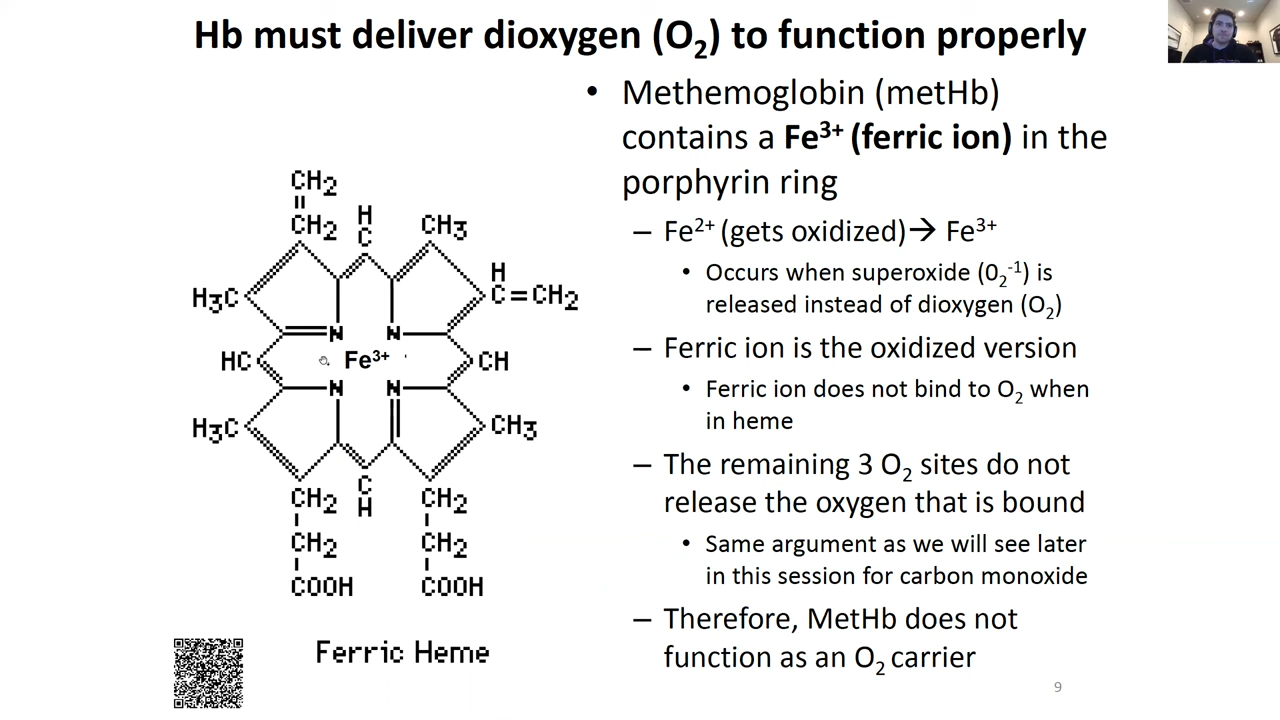 Hb must deliver dioxygen (O2) to function properly
• Methemoglobin (metHb)
contains a Fe3+ (ferric ion) in the
porphyrin ring
– Fe2+ (gets oxidized)→ Fe3+
• Occurs when superoxide (02-1) is
released instead of dioxygen (O2)
– Ferric ion is the oxidized version
• Ferric ion does not bind to O2 when
in heme
– The remaining 3 O2 sites do not
release the oxygen that is bound
• Same argument as we will see later
in this session for carbon monoxide
– Therefore, MetHb does not
function as an O2 carrier
CH2
CH2
H
C
CH3
H
C=CH2
H3C
N
N
HC
Fe3+
CH
N
N
H3C
CH3
CH2
C
H
CH2
CH2
CH2
COOH
COOH
Ferric Heme
9